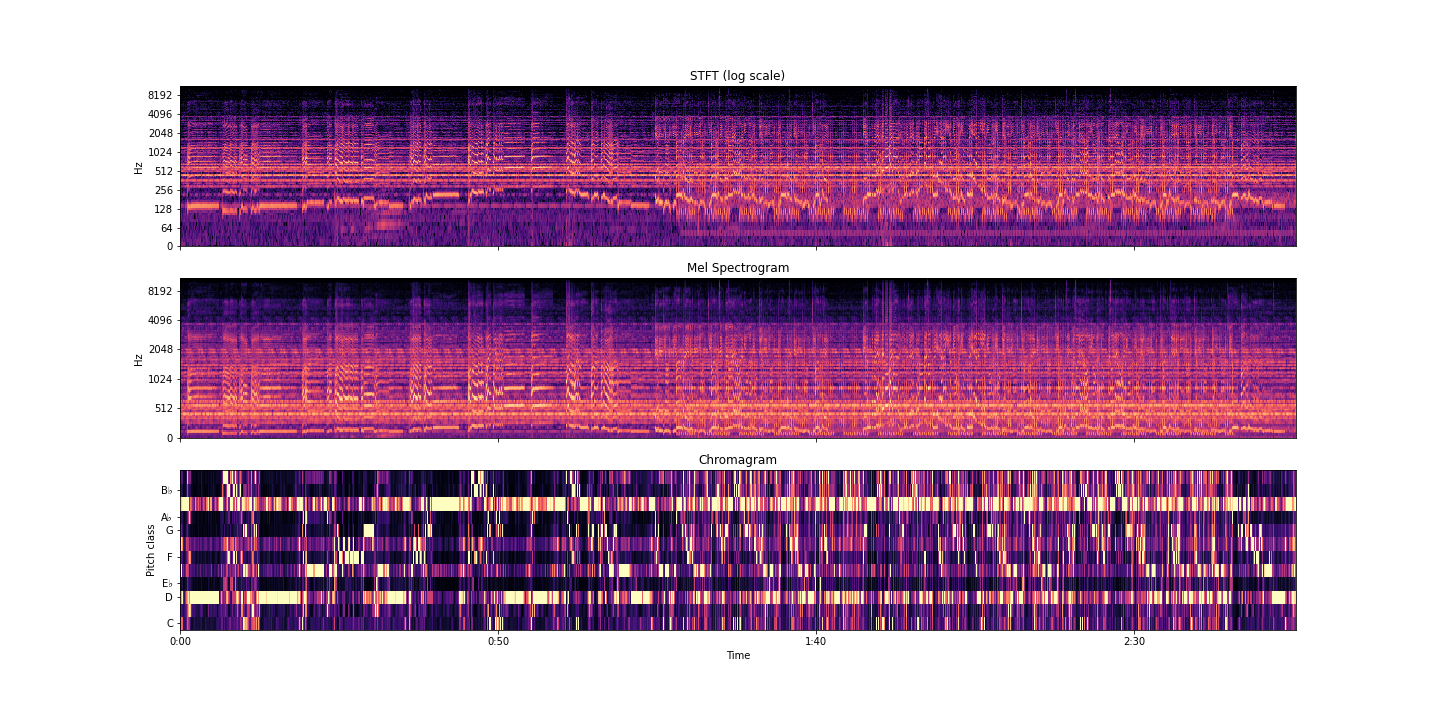 STFT (log scale)
8192
4096
2048
1024
512
256
128
64
0
Hz
Mel Spectrogram
8192
4096
2048
1024
512
0
Hz
Chromagram
B♭
A♭
G
F
E♭
D
C
Pitch class
0:00
0:50
1:40
2:30
Time